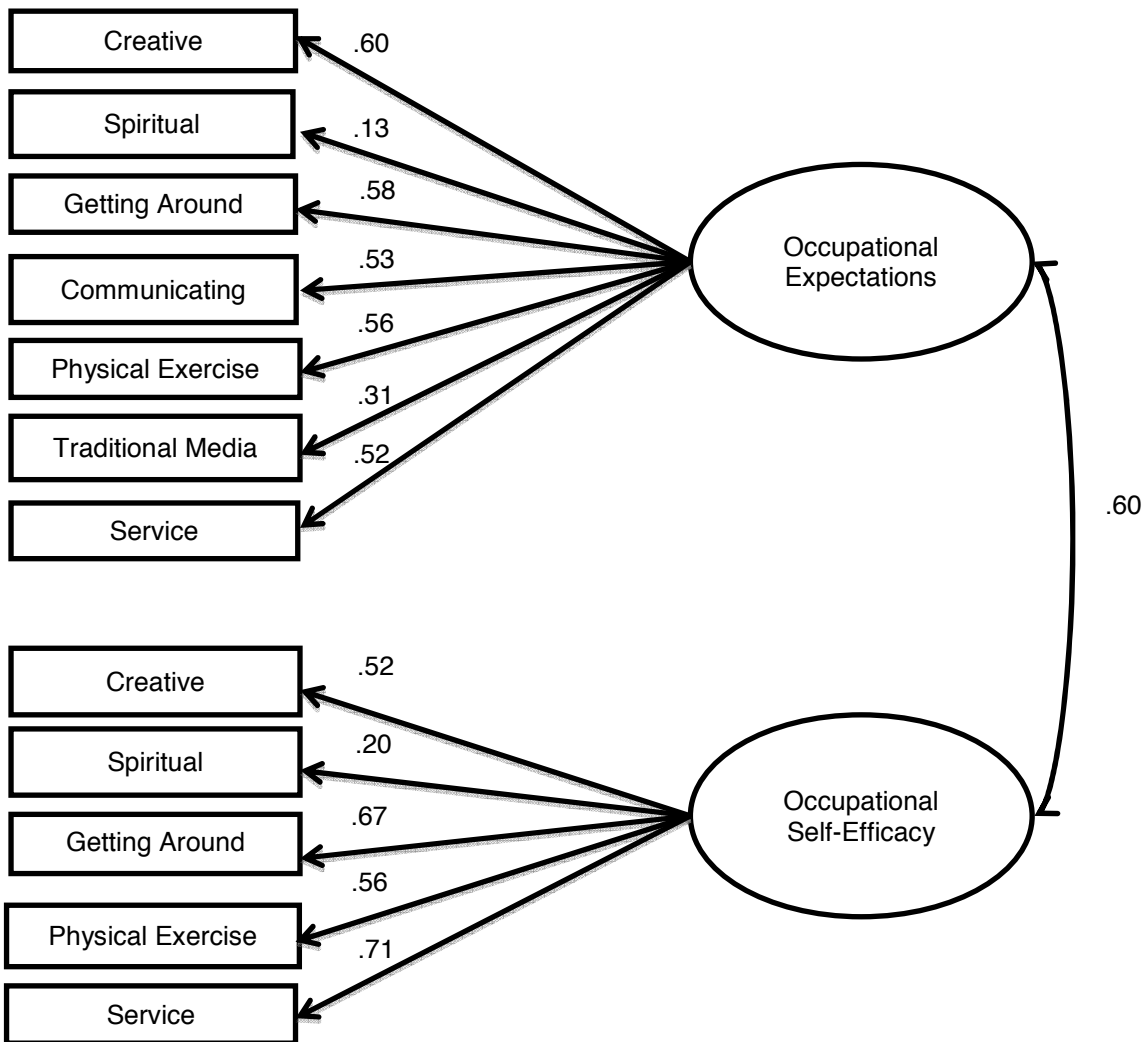 Creative
.60
Spiritual
.13
Getting Around
.58
Communicating
.53
Physical Exercise
.56
Traditional Media
.31
Service
.52
Occupational
Expectations
.60
Creative
.52
Spiritual
.20
Getting Around
.67
Physical Exercise
.56
Service
.71
Occupational
Self-Efficacy